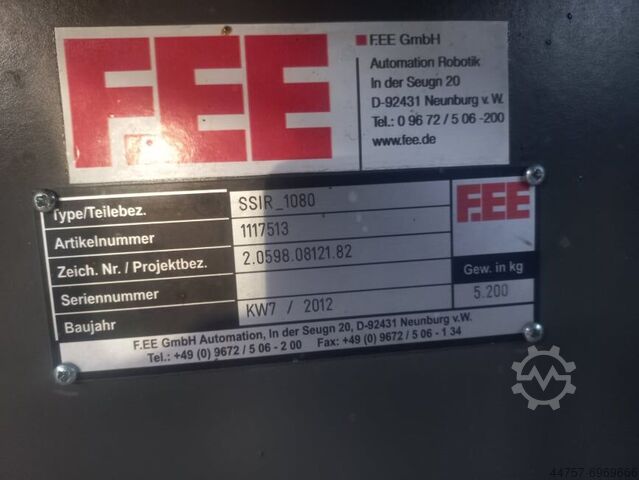 F.EE
F.EE GmbH
Automation Robotik
In der Seugn 20
D-92431 Neunburg v. W.
Tel.: 0 96 72 / 5 06 -200
www.fee.de
Type/Teilebez. SSIR_1080
F.EE
Artikelnummer 1117513
Zeich. Nr. / Projektbez. 2.0598.08121.82
Gew. in kg
Seriennummer
5.200
Baujahr KW7 / 2012
F.EE GmbH Automation, In der Seugn 20, D-92431 Neunburg v.W.
Tel.: +49 (0) 9672 / 5 06 - 2 00 Fax: +49 (0) 9672 / 5 06 - 1 34
44757-6969666